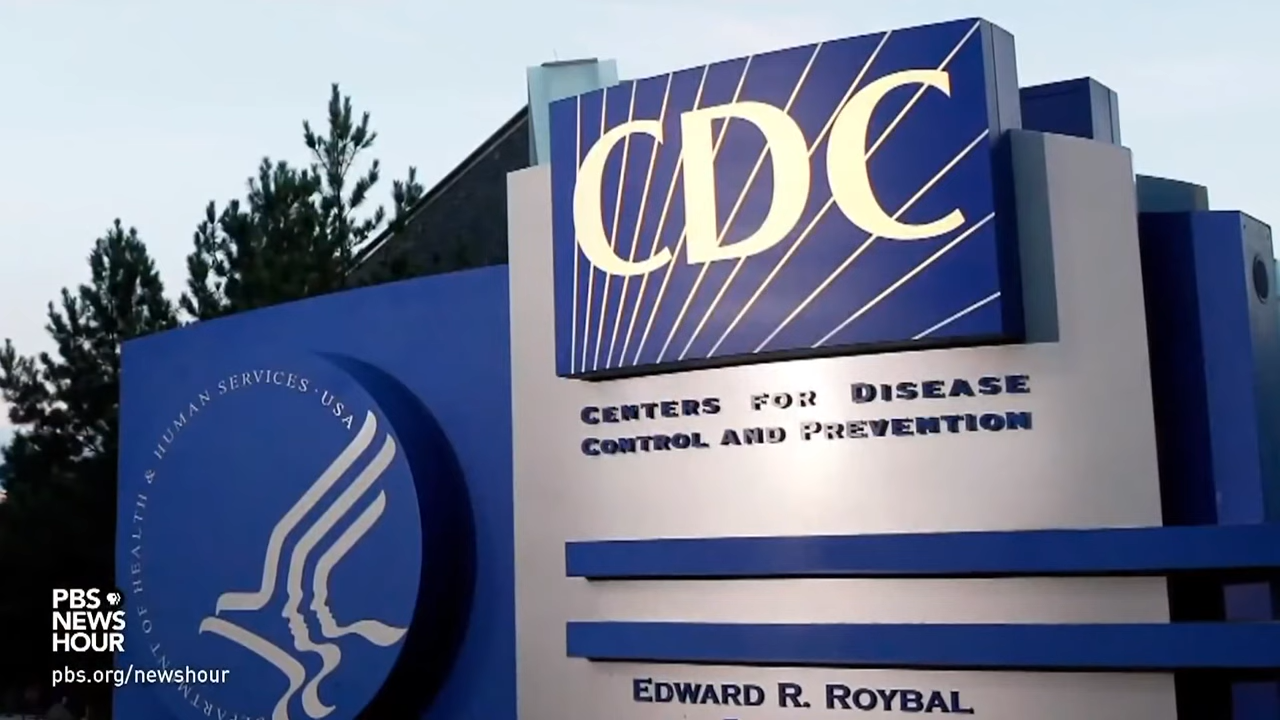 CDC
CENTERS FOR DISEASE
CONTROL AND PREVENTION
DEPARTMENT OF HEALTH & HUMAN SERVICES · USA
EDWARD R. ROYBAL
PBS
NEWS
HOUR
pbs.org/newshour